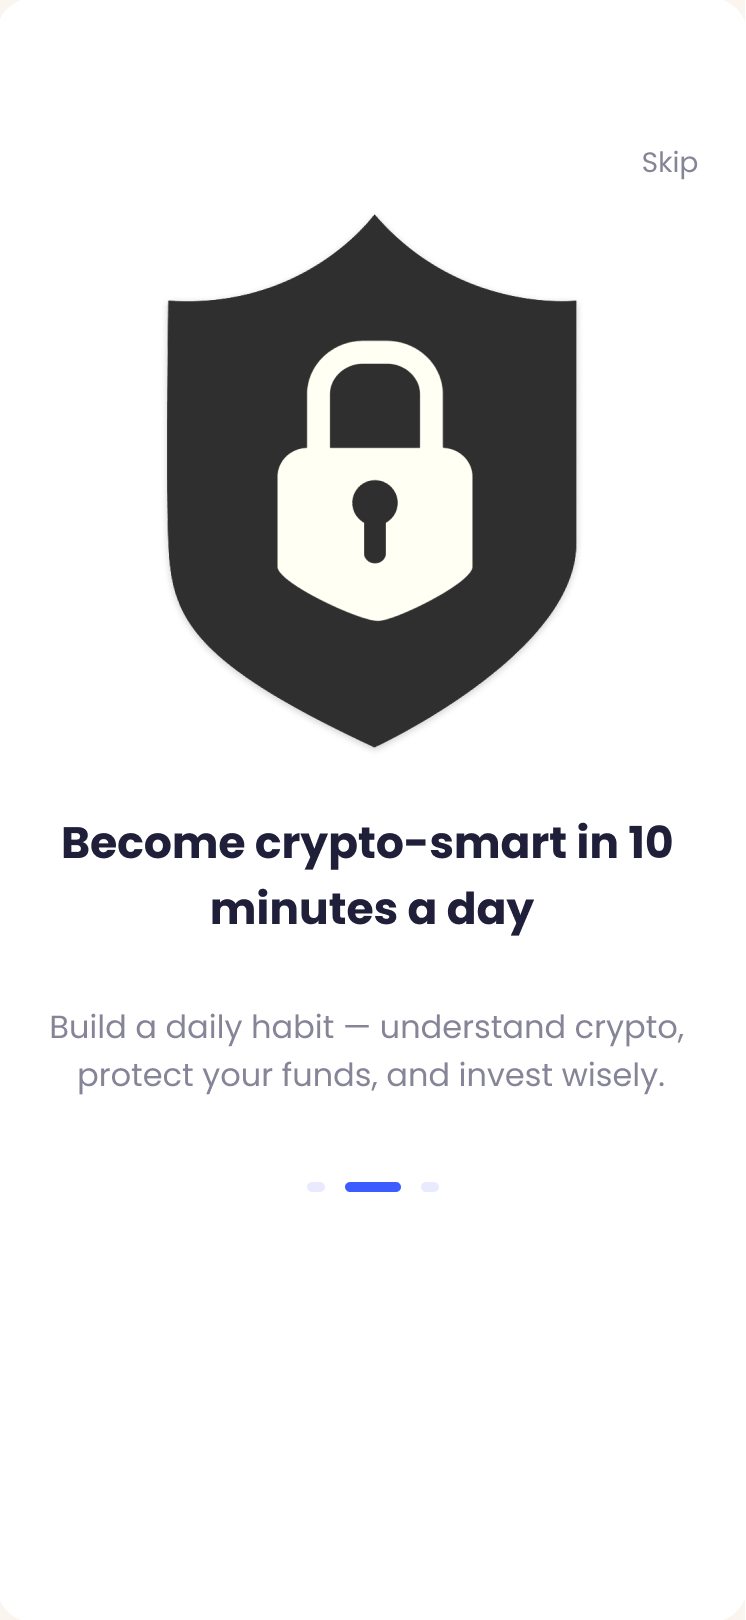 Skip
Become crypto-smart in 10
minutes a day
Build a daily habit — understand crypto,
protect your funds, and invest wisely.